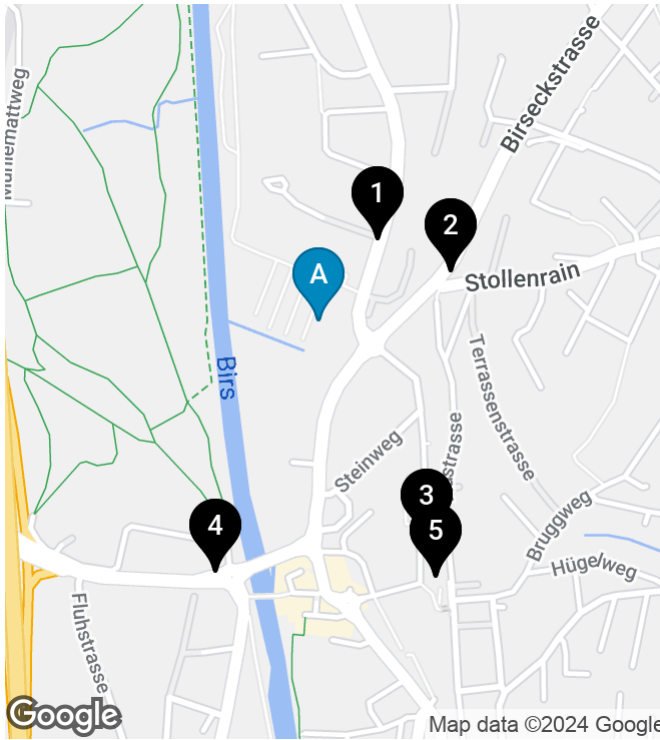 Mühlemattweg
Birseckstrasse
1
2
A
Stollenrain
Birs
Terrassenstrasse
strasse
Steinweg
3
5
4
Bruggweg
Hügelweg
Fluhstrasse
Google
Map data ©2024 Google